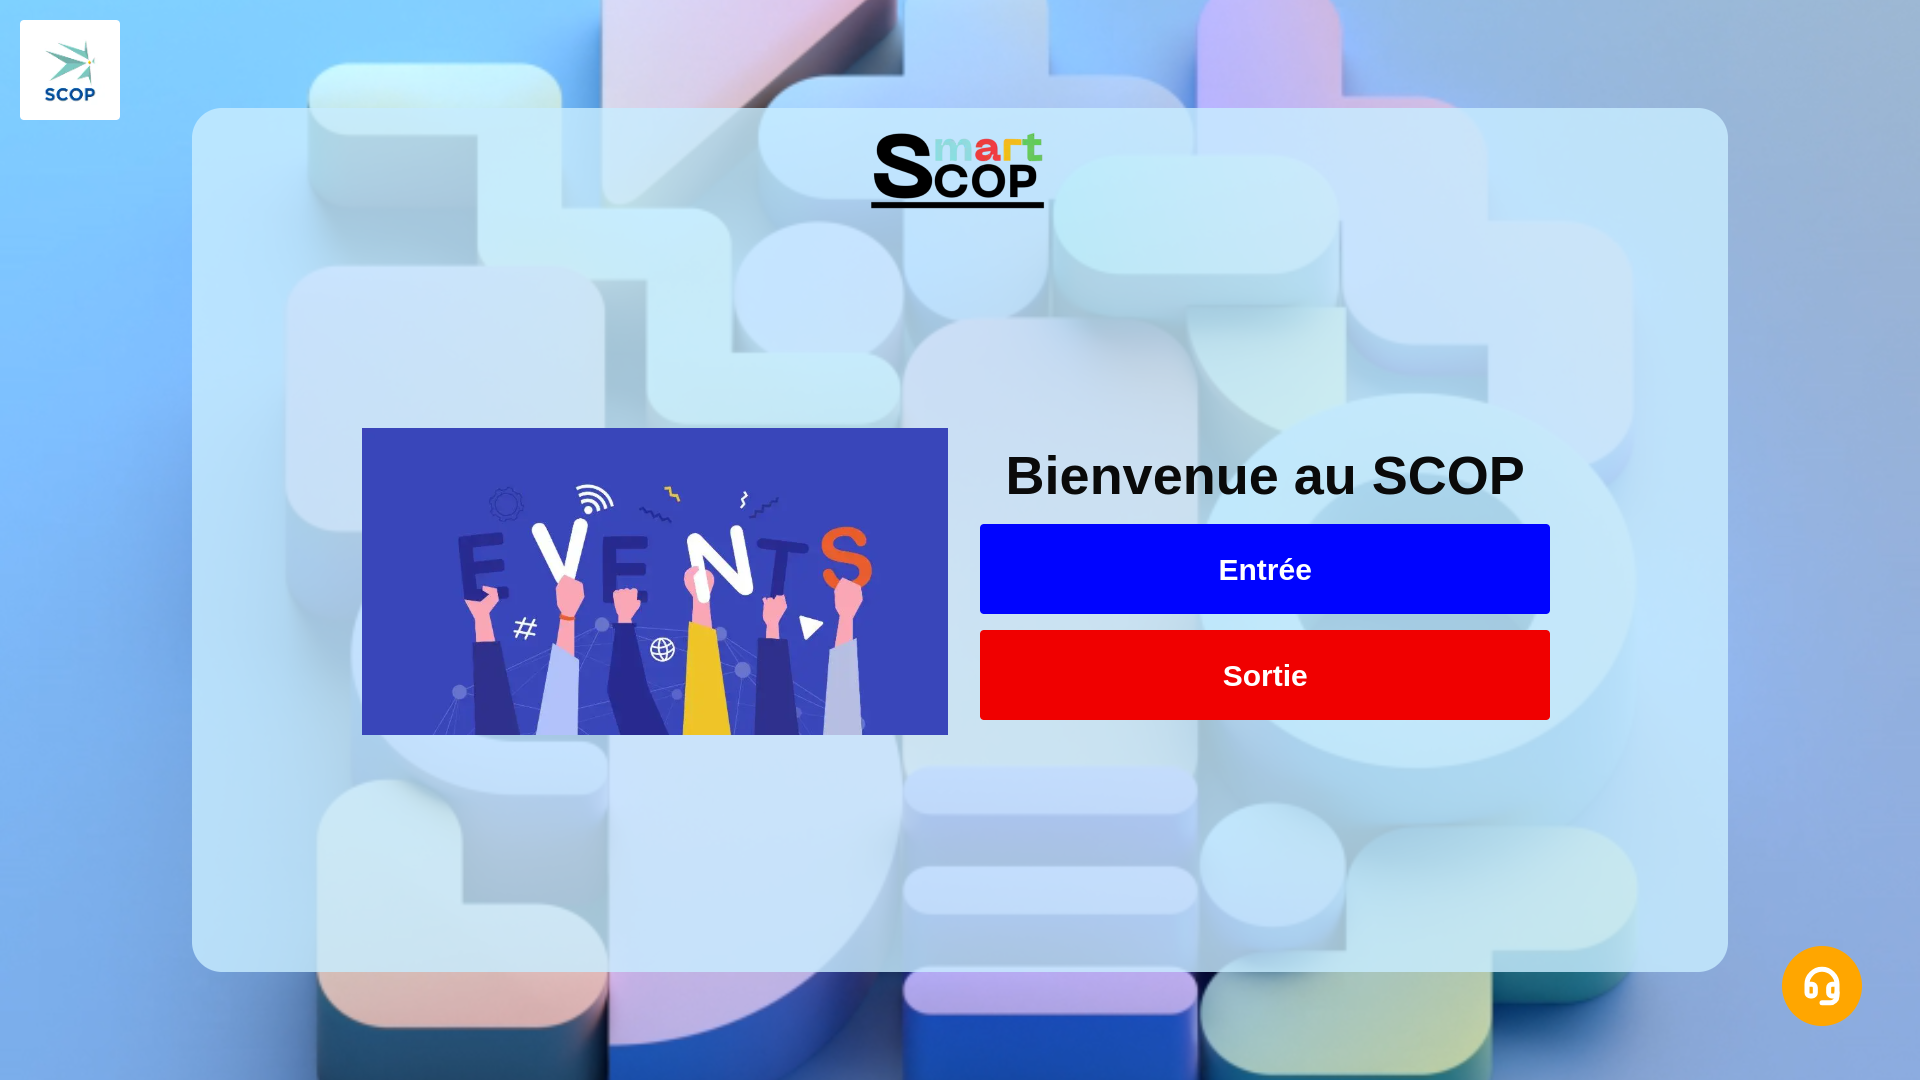 SCOP
Smart
SCOP
EVENTS
#
Bienvenue au SCOP
Entrée
Sortie